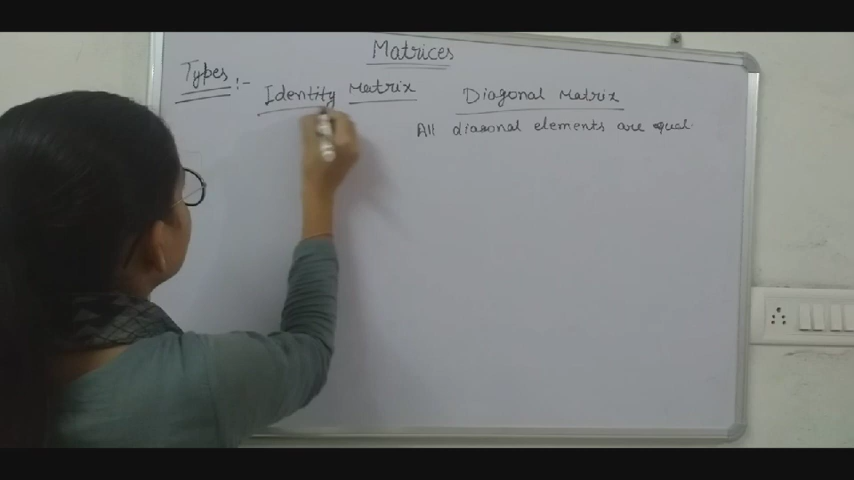 Matrices
Types :-
Identity Matrix
Diagonal Matrix
All diagonal elements are equal.